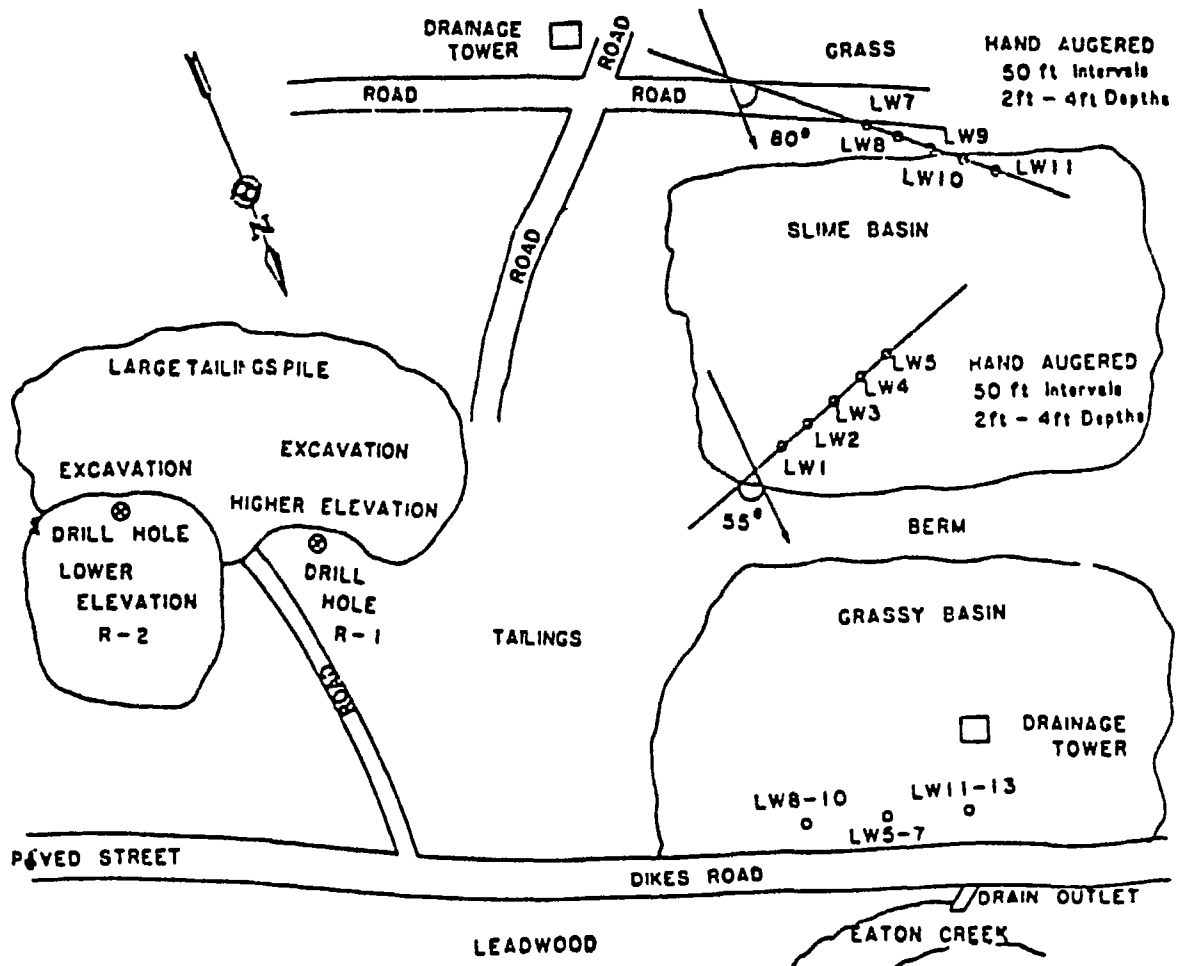 DRAINAGE
TOWER
ROAD
GRASS
HAND AUGERED
50 ft Intervals
2ft - 4ft Depths
ROAD
ROAD
LW7
80°
LW8
LW9
LW10
LW11
N
SLIME BASIN
ROAD
LARGE TAILINGS PILE
LW5
LW4
LW3
LW2
LW1
HAND AUGERED
50 ft Intervals
2ft - 4ft Depths
EXCAVATION
EXCAVATION
HIGHER ELEVATION
55°
BERM
DRILL HOLE
LOWER
ELEVATION
R-2
DRILL
HOLE
R-1
TAILINGS
GRASSY BASIN
ROAD
DRAINAGE
TOWER
LW8-10
LW5-7
LW11-13
PAVED STREET
DIKES ROAD
DRAIN OUTLET
LEADWOOD
EATON CREEK